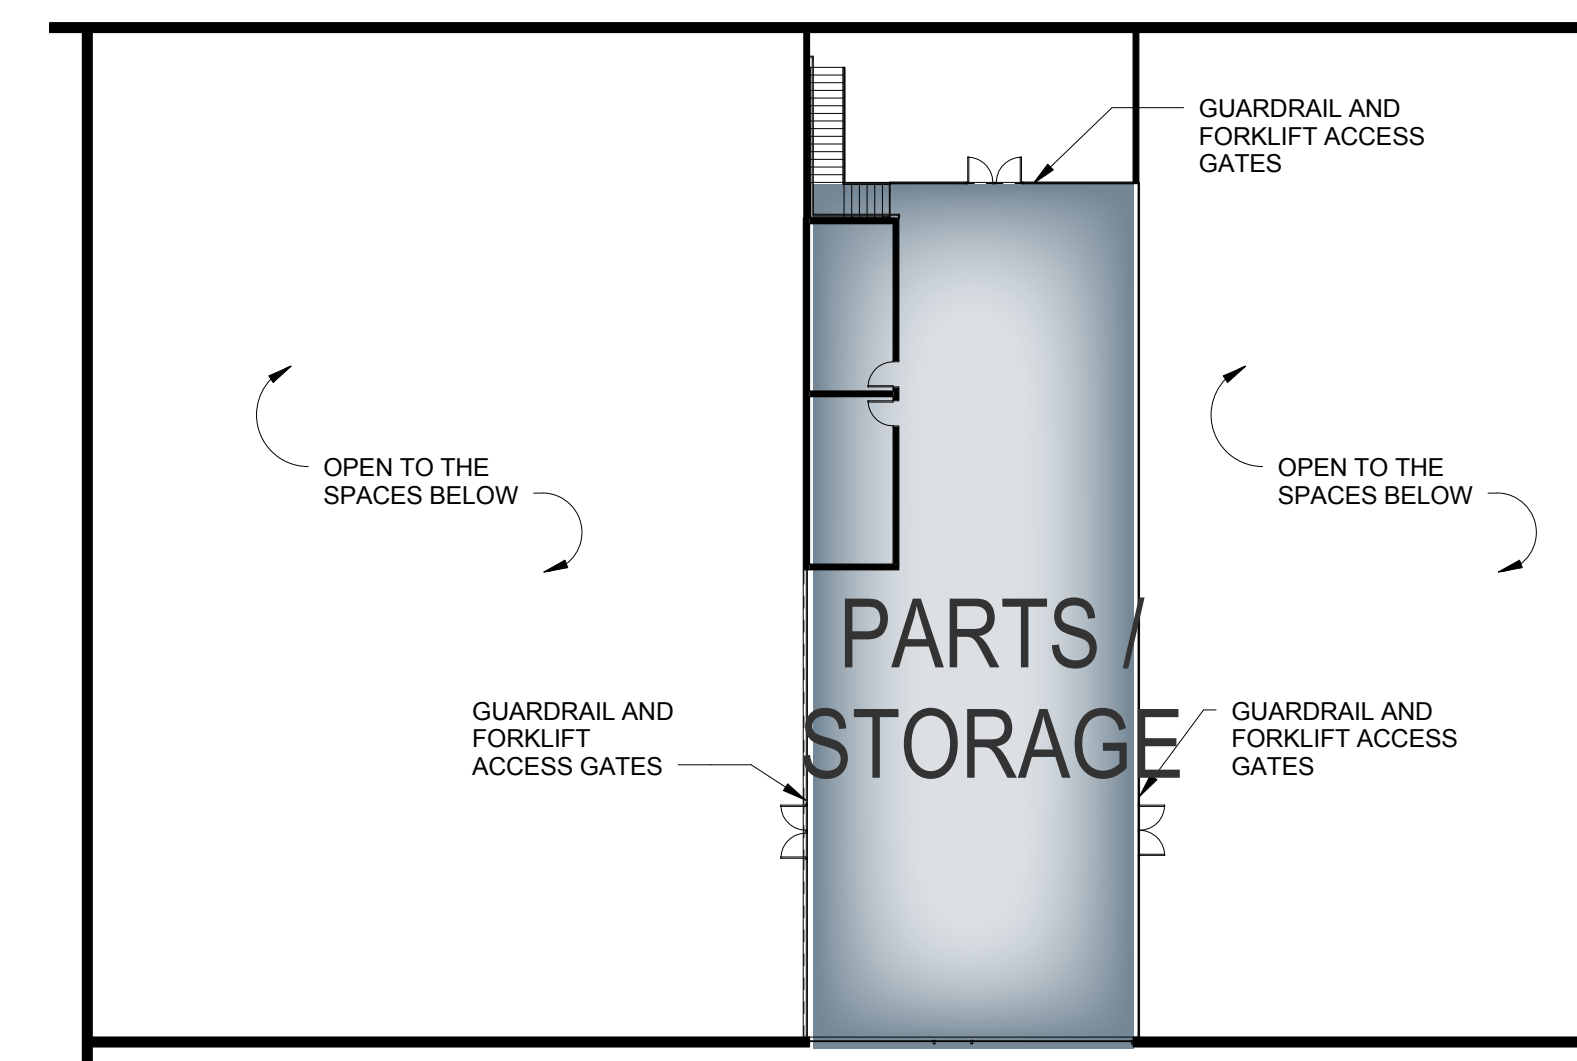 GUARDRAIL AND
FORKLIFT ACCESS
GATES
OPEN TO THE
SPACES BELOW
OPEN TO THE
SPACES BELOW
PARTS /
STORAGE
GUARDRAIL AND
FORKLIFT
ACCESS GATES
GUARDRAIL AND
FORKLIFT ACCESS
GATES